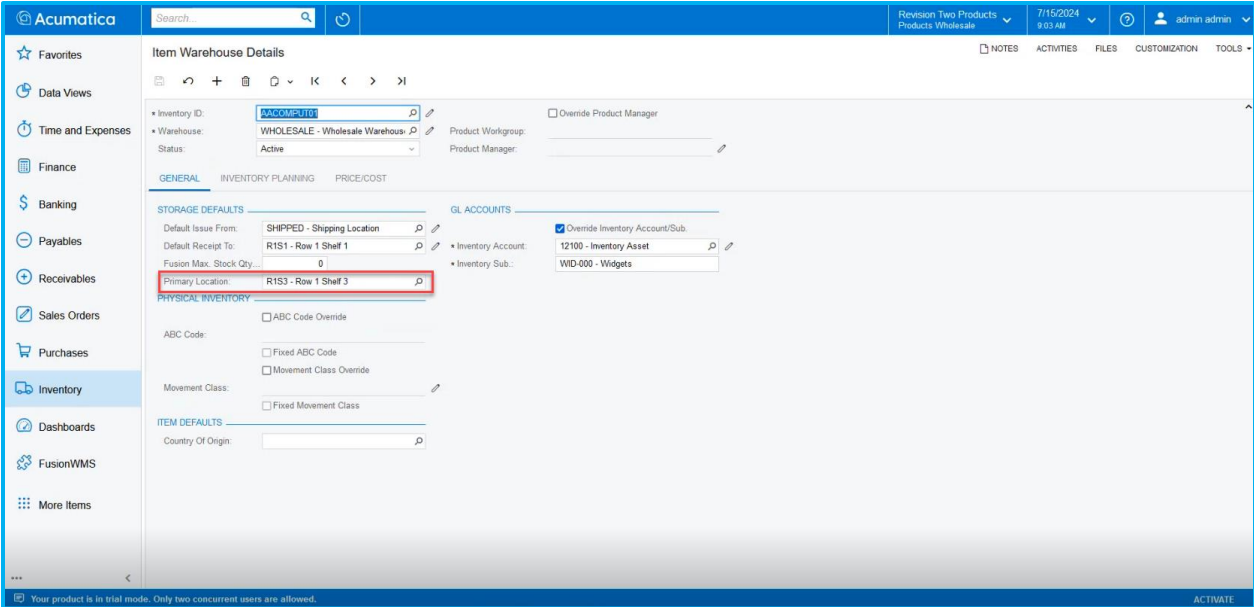 Acumatica
Search...
Revision Two Products
Products Wholesale
7/15/2024
9:03 AM
admin admin
Favorites
Data Views
Time and Expenses
Finance
Banking
Payables
Receivables
Sales Orders
Purchases
Inventory
Dashboards
FusionWMS
More Items
Item Warehouse Details
NOTES ACTIVITIES FILES CUSTOMIZATION TOOLS
Inventory ID: AACOMPUT01
Override Product Manager
Warehouse: WHOLESALE - Wholesale Warehous
Product Workgroup:
Status: Active
Product Manager:
GENERAL INVENTORY PLANNING PRICE/COST
STORAGE DEFAULTS
Default Issue From: SHIPPED - Shipping Location
Default Receipt To: R1S1 - Row 1 Shelf 1
Fusion Max. Stock Qty... 0
Primary Location: R1S3 - Row 1 Shelf 3
PHYSICAL INVENTORY
ABC Code Override
ABC Code:
Fixed ABC Code
Movement Class Override
Movement Class:
Fixed Movement Class
ITEM DEFAULTS
Country Of Origin:
GL ACCOUNTS
Override Inventory Account/Sub.
Inventory Account: 12100 - Inventory Asset
Inventory Sub.: WID-000 - Widgets
Your product is in trial mode. Only two concurrent users are allowed.
ACTIVATE